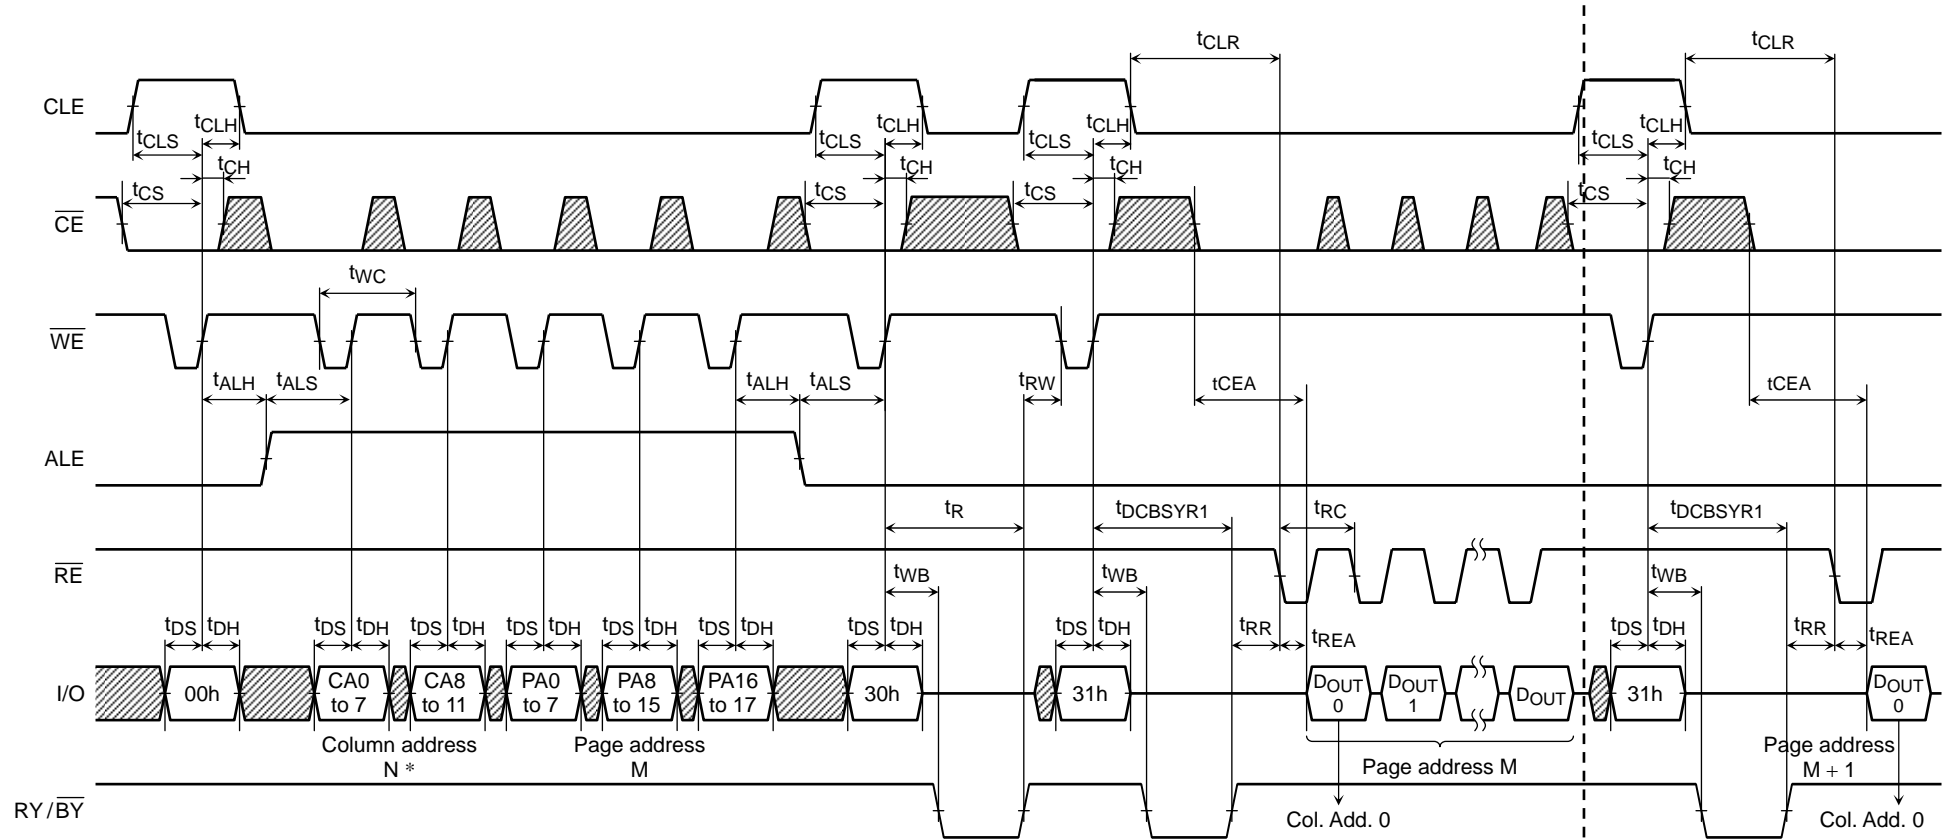 tCLR tCLR
CLE
tCLS tCLH tCLS tCLH tCLS tCLH tCLS tCLH
tCH tCH tCH tCH
tCS tCS tCS tCS
CE
tWC
WE
tALH tALS tALH tALS tRW tCEA tCEA
ALE
tR tDCBSYR1 tRC tDCBSYR1
RE
tWB tWB tWB
tDS tDH tDS tDH tDS tDH tDS tDH tDS tDH tDS tDH tDS tDH tDS tDH tRR tREA tDS tDH tRR tREA
I/O
00h
CA0 to 7
CA8 to 11
PA0 to 7
PA8 to 15
PA16 to 17
30h
31h
DOUT 0
DOUT 1
DOUT
31h
DOUT 0
Column address N *
Page address M
Page address M
Page address M + 1
RY/BY
Col. Add. 0
Col. Add. 0